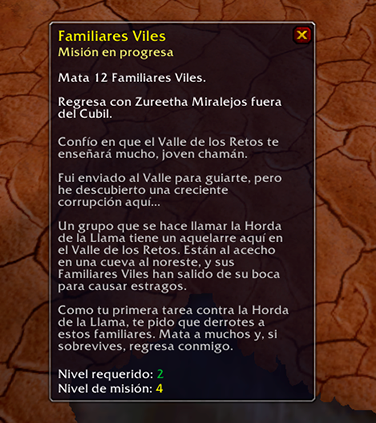 Familiares Viles
Misión en progresa
Mata 12 Familiares Viles.
Regresa con Zureetha Miralejos fuera
del Cubil.
Confío en que el Valle de los Retos te
enseñará mucho, joven chamán.
Fui enviado al Valle para guiarte, pero
he descubierto una creciente
corrupción aquí...
Un grupo que se hace llamar la Horda
de la Llama tiene un aquelarre aquí en
el Valle de los Retos. Están al acecho
en una cueva al noreste, y sus
Familiares Viles han salido de su boca
para causar estragos.
Como tu primera tarea contra la Horda
de la Llama, te pido que derrotes a
estos familiares. Mata a muchos y, si
sobrevives, regresa conmigo.
Nivel requerido: 2
Nivel de misión: 4